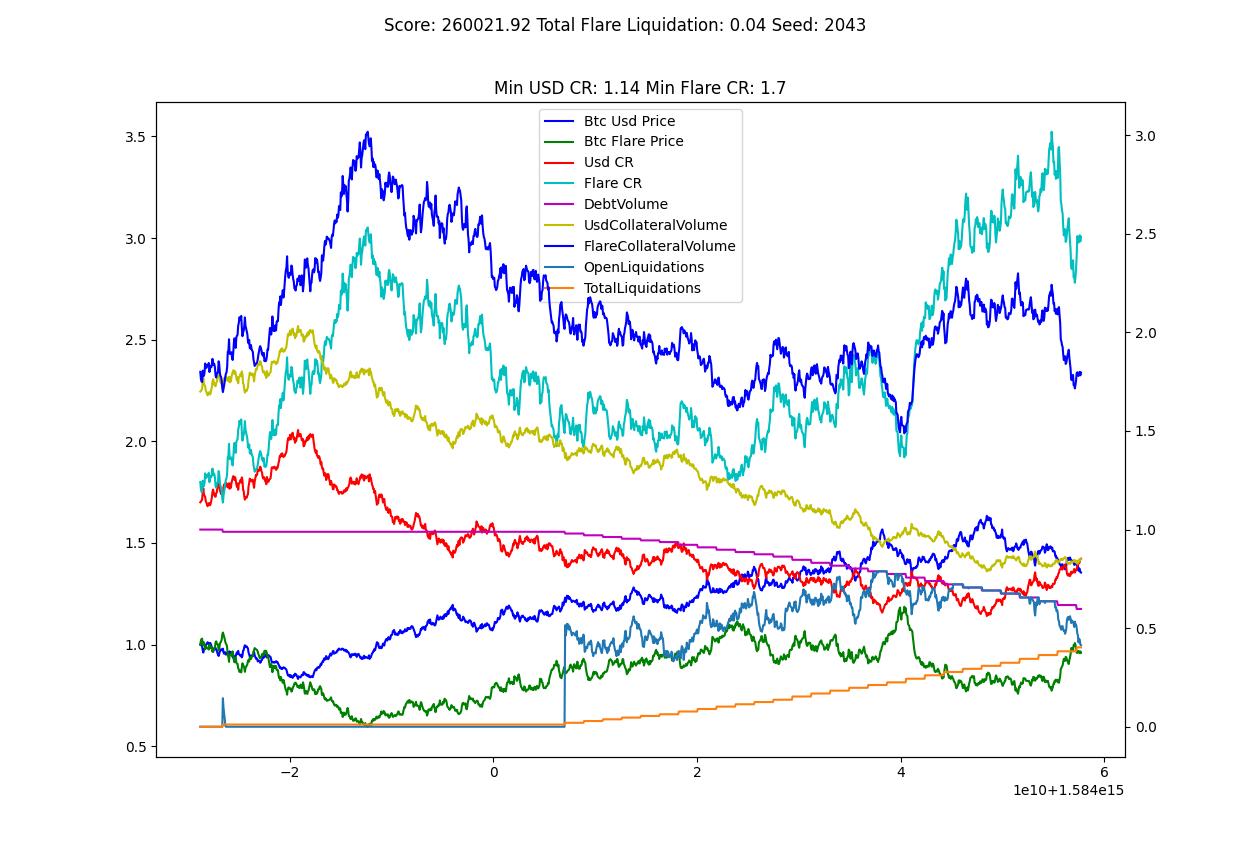 Score: 260021.92 Total Flare Liquidation: 0.04 Seed: 2043
Min USD CR: 1.14 Min Flare CR: 1.7
Btc Usd Price
Btc Flare Price
Usd CR
Flare CR
DebtVolume
UsdCollateralVolume
FlareCollateralVolume
OpenLiquidations
TotalLiquidations
3.5
3.0
2.5
2.0
1.5
1.0
0.5
3.0
2.5
2.0
1.5
1.0
0.5
0.0
−2 0 2 4 6
1e10+1.584e15